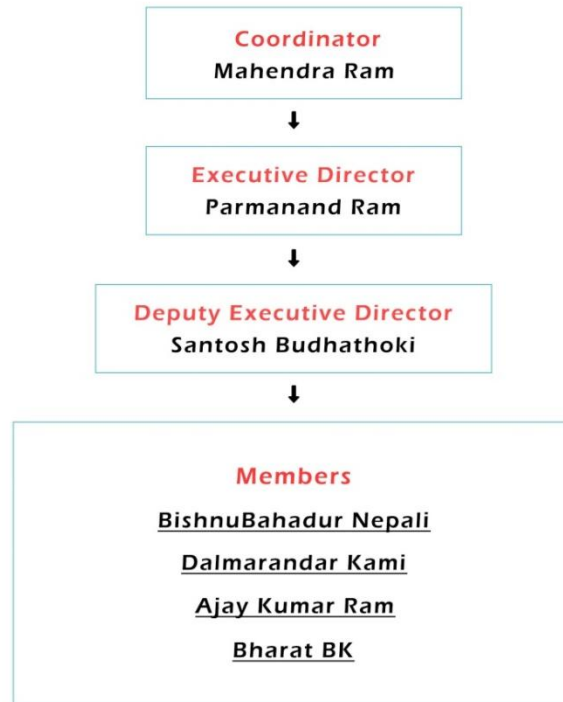 Coordinator
Mahendra Ram
Executive Director
Parmanand Ram
Deputy Executive Director
Santosh Budhathoki
Members
BishnuBahadur Nepali
Dalmarandar Kami
Ajay Kumar Ram
Bharat BK